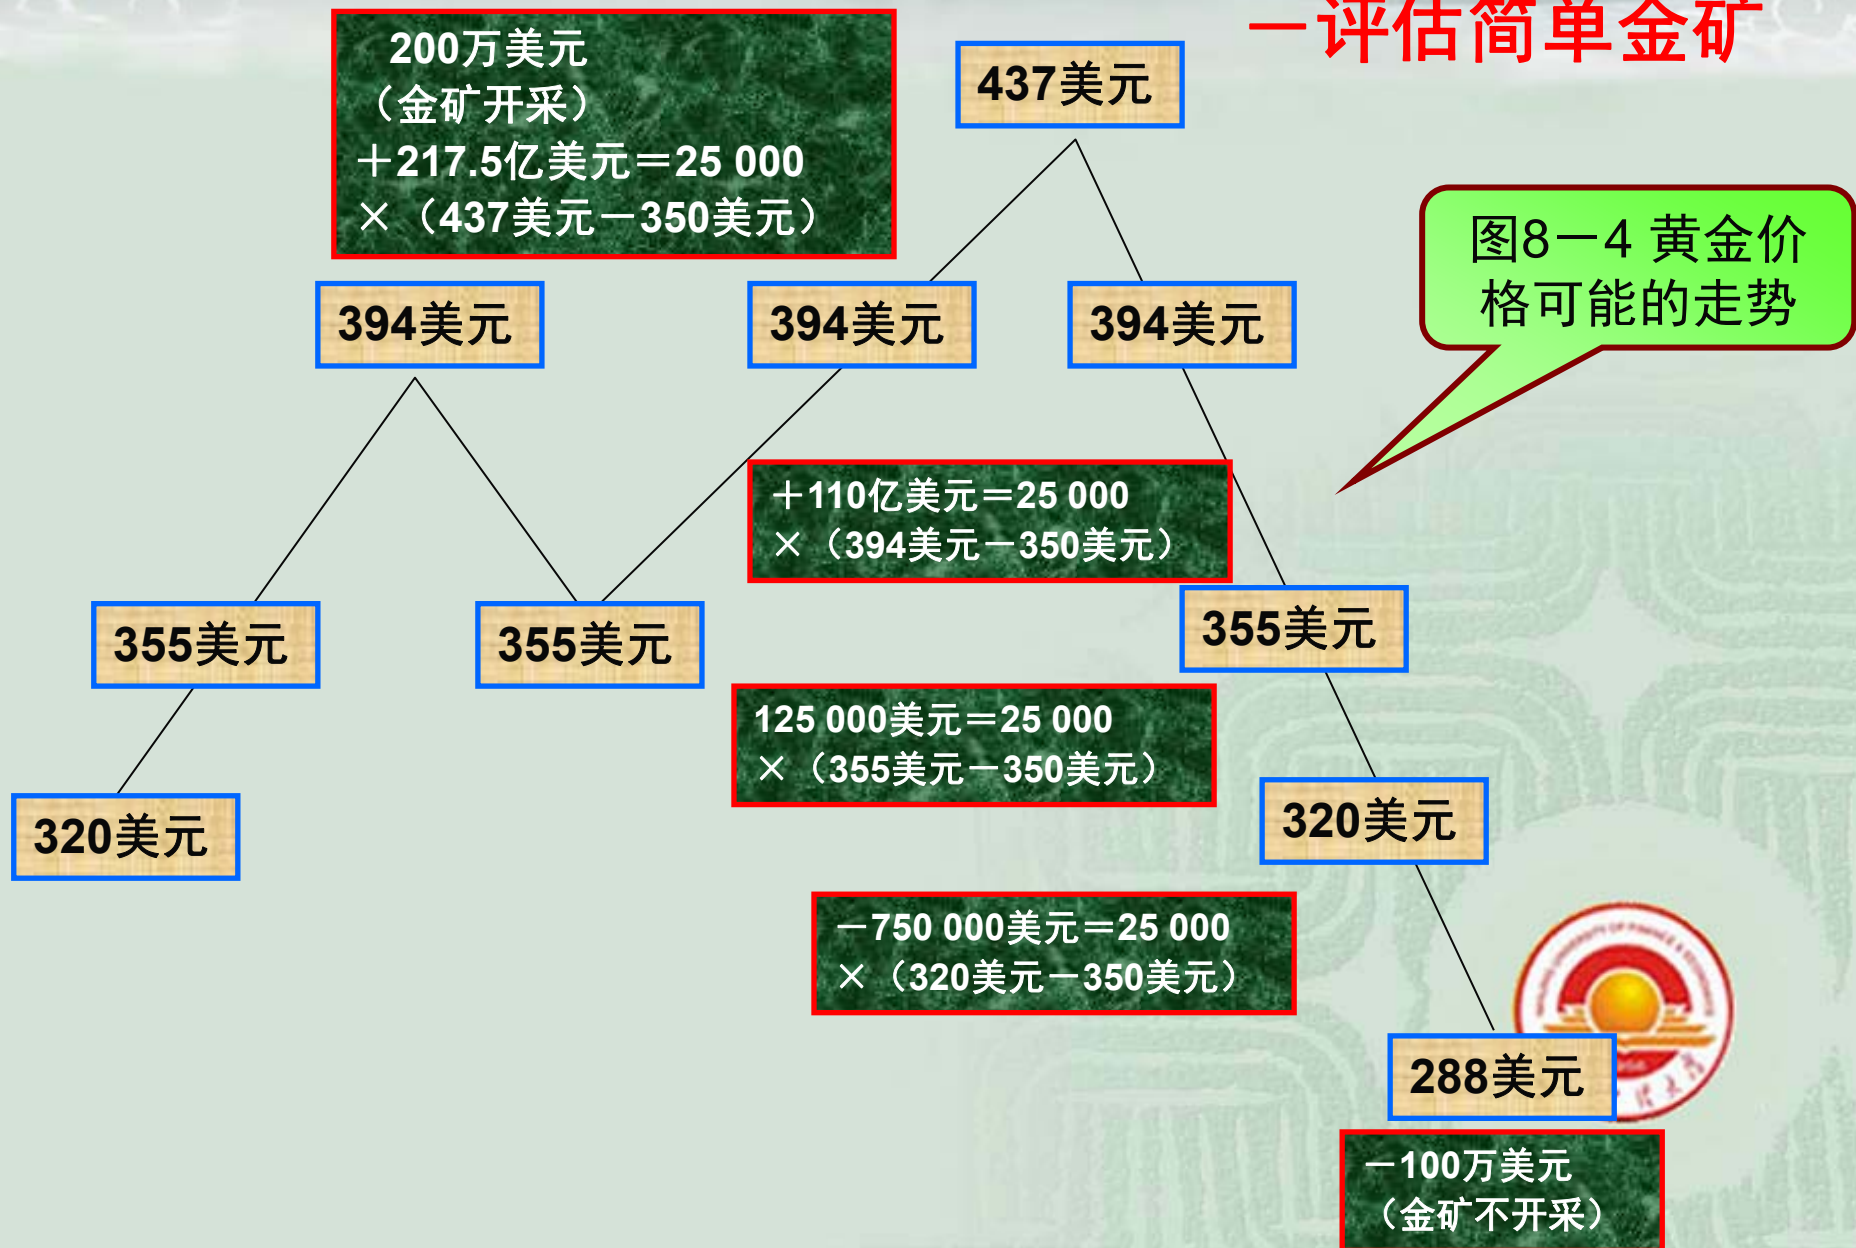 －评估简单金矿
200万美元
（金矿开采）
＋217.5亿美元＝25 000
×（437美元－350美元）
437美元
图8－4 黄金价
格可能的走势
394美元
394美元
394美元
＋110亿美元＝25 000
×（394美元－350美元）
355美元
355美元
355美元
125 000美元＝25 000
×（355美元－350美元）
320美元
320美元
－750 000美元＝25 000
×（320美元－350美元）
288美元
－100万美元
（金矿不开采）